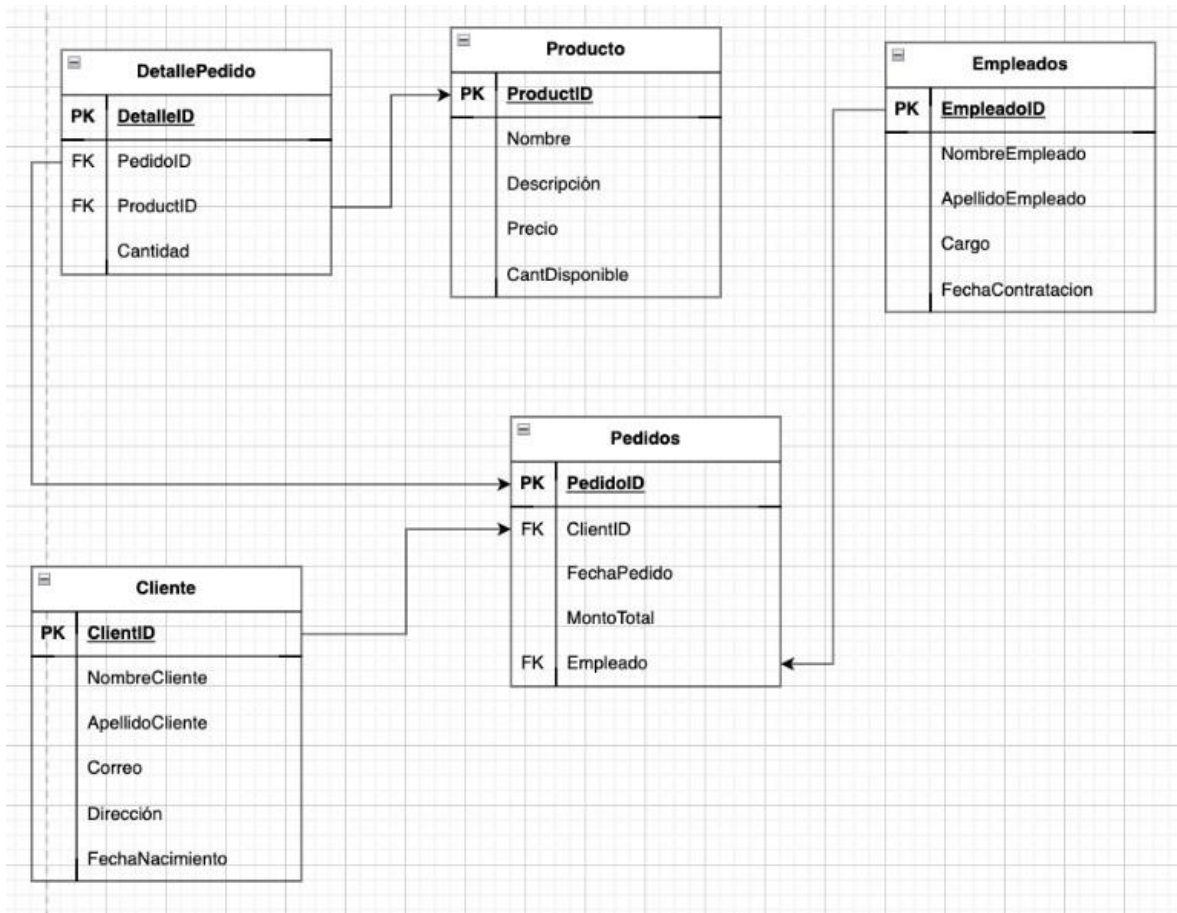 DetallePedido
PK DetalleID
FK PedidoID
FK ProductID
Cantidad
Producto
PK ProductID
Nombre
Descripción
Precio
CantDisponible
Empleados
PK EmpleadoID
NombreEmpleado
ApellidoEmpleado
Cargo
FechaContratacion
Pedidos
PK PedidoID
FK ClientID
FechaPedido
MontoTotal
FK Empleado
Cliente
PK ClientID
NombreCliente
ApellidoCliente
Correo
Dirección
FechaNacimiento